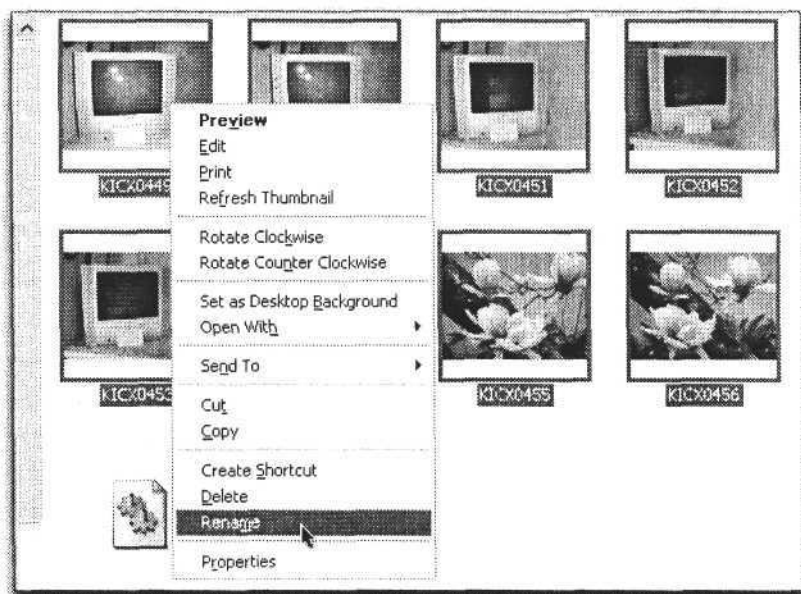 KICX0449
KICX0451
KICX0452
KICX0453
KICX0455
KICX0456
Preview
Edit
Print
Refresh Thumbnail
Rotate Clockwise
Rotate Counter Clockwise
Set as Desktop Background
Open With
Send To
Cut
Copy
Create Shortcut
Delete
Rename
Properties